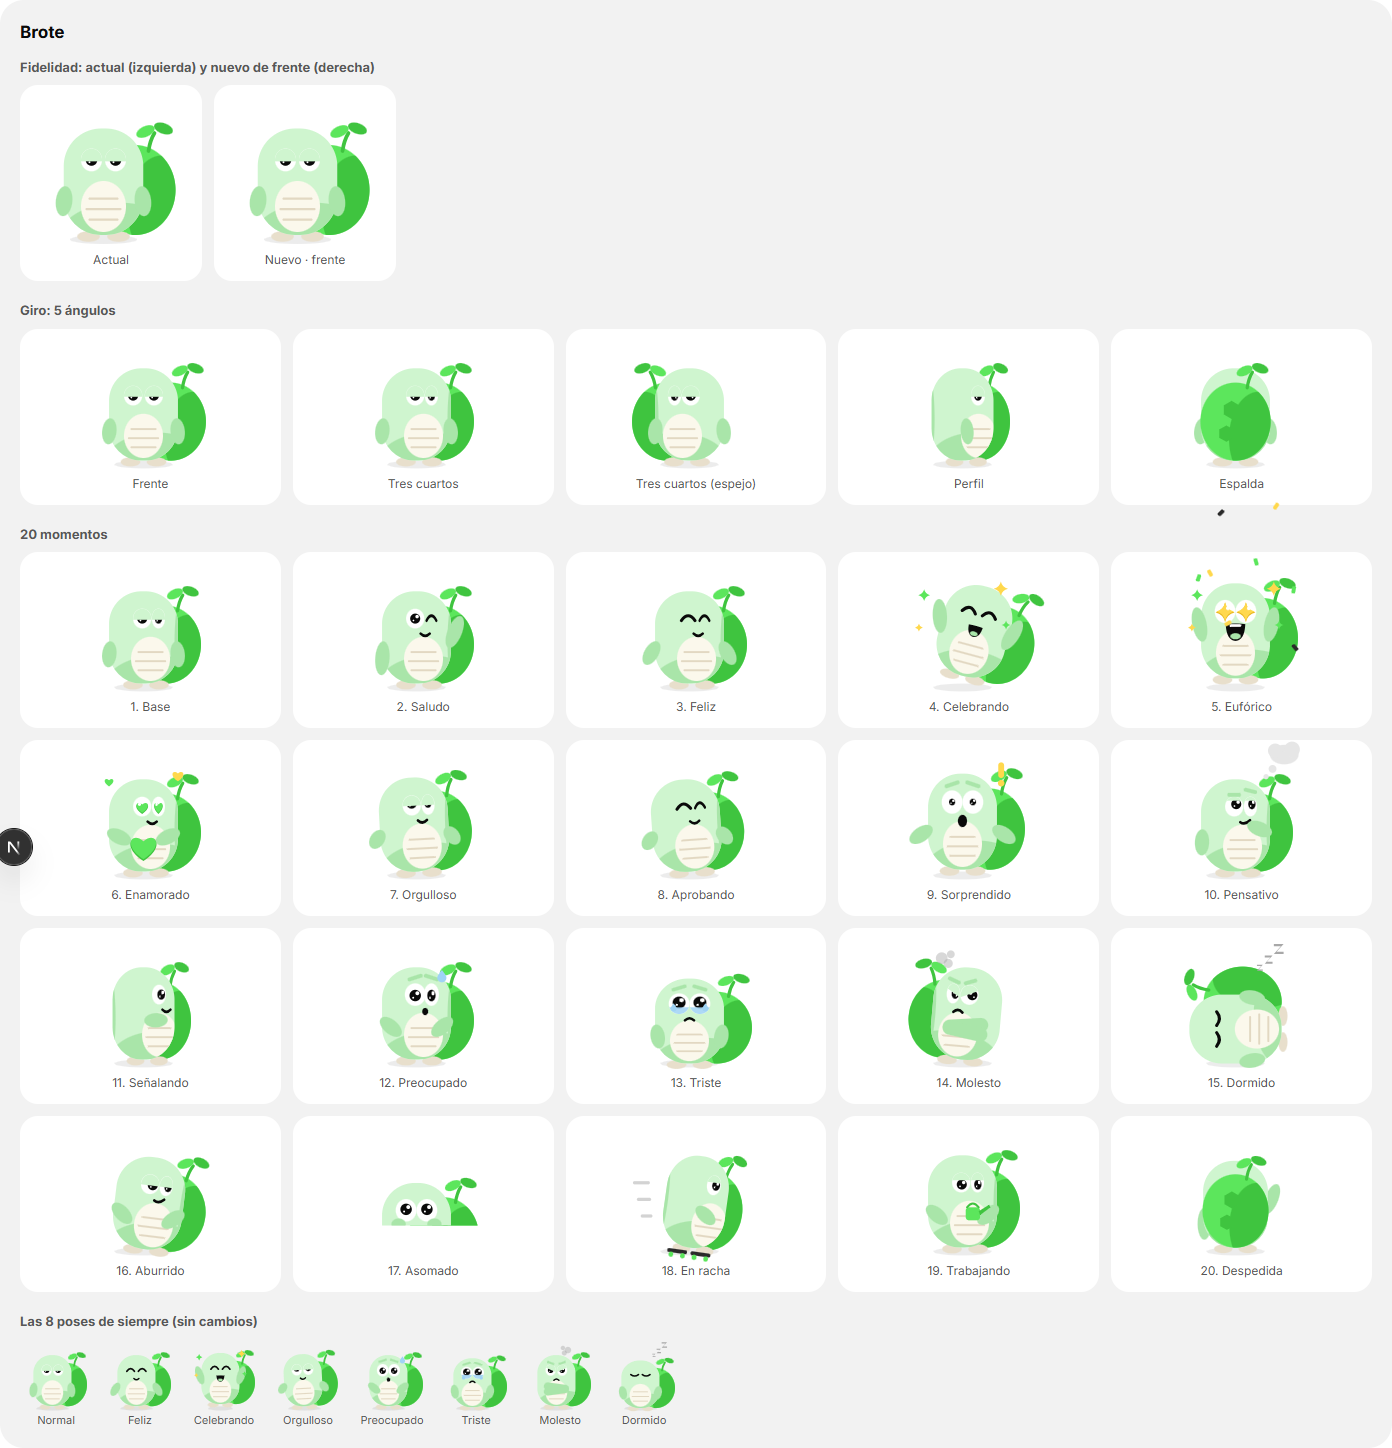 Brote
Fidelidad: actual (izquierda) y nuevo de frente (derecha)
Actual
Nuevo · frente
Giro: 5 ángulos
Frente
Tres cuartos
Tres cuartos (espejo)
Perfil
Espalda
20 momentos
1. Base
2. Saludo
3. Feliz
4. Celebrando
5. Eufórico
6. Enamorado
7. Orgulloso
8. Aprobando
9. Sorprendido
10. Pensativo
N
11. Señalando
12. Preocupado
13. Triste
14. Molesto
z z Z
15. Dormido
16. Aburrido
17. Asomado
18. En racha
19. Trabajando
20. Despedida
Las 8 poses de siempre (sin cambios)
z z Z
Normal
Feliz
Celebrando
Orgulloso
Preocupado
Triste
Molesto
Dormido